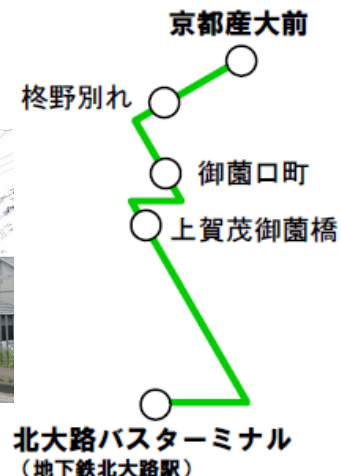 京都産大前
柊野別れ
御薗口町
上賀茂御薗橋
北大路バスターミナル
（地下鉄北大路駅）